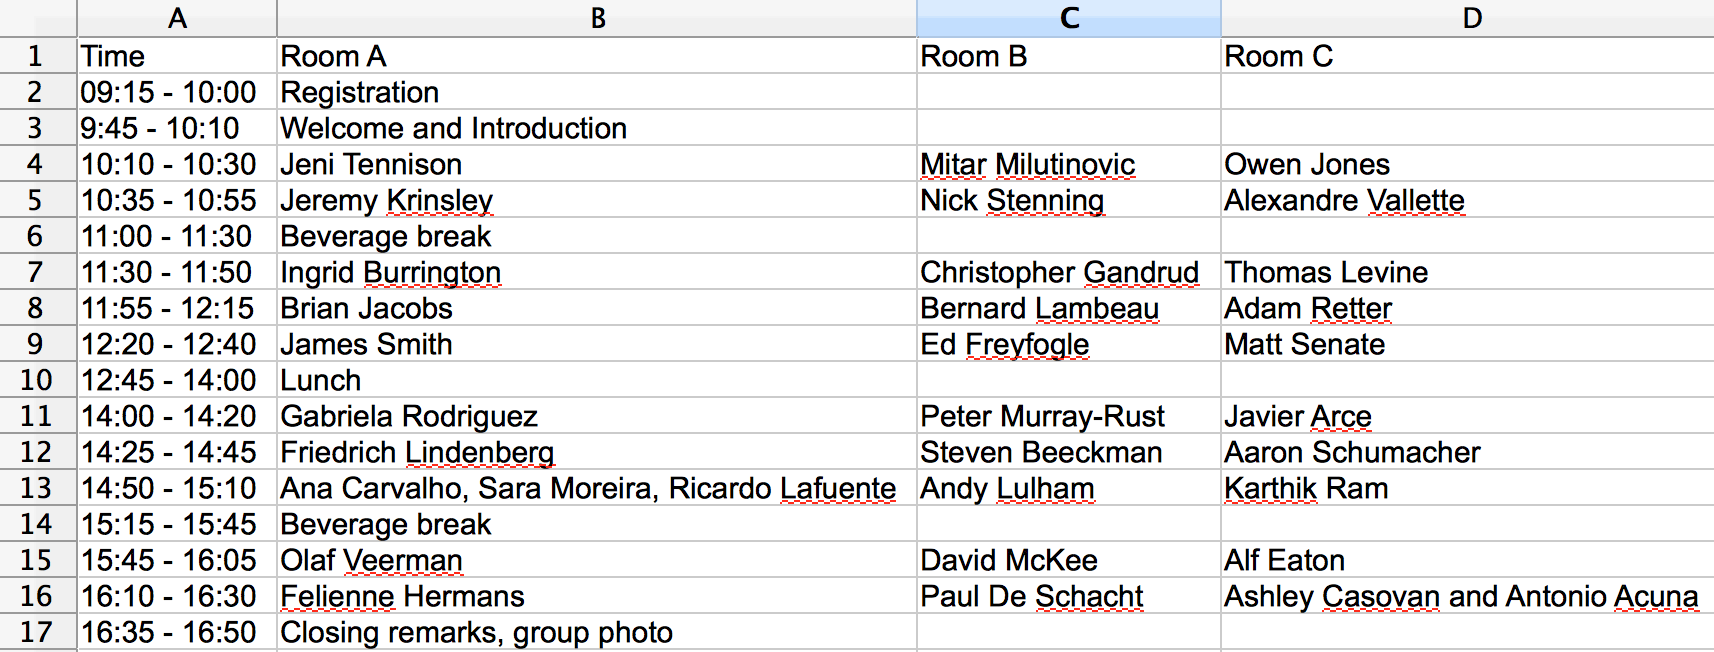 A B C D
1 Time Room A Room B Room C
2 09:15 - 10:00 Registration
3 9:45 - 10:10 Welcome and Introduction
4 10:10 - 10:30 Jeni Tennison Mitar Milutinovic Owen Jones
5 10:35 - 10:55 Jeremy Krinsley Nick Stenning Alexandre Vallette
6 11:00 - 11:30 Beverage break
7 11:30 - 11:50 Ingrid Burrington Christopher Gandrud Thomas Levine
8 11:55 - 12:15 Brian Jacobs Bernard Lambeau Adam Retter
9 12:20 - 12:40 James Smith Ed Freyfogle Matt Senate
10 12:45 - 14:00 Lunch
11 14:00 - 14:20 Gabriela Rodriguez Peter Murray-Rust Javier Arce
12 14:25 - 14:45 Friedrich Lindenberg Steven Beeckman Aaron Schumacher
13 14:50 - 15:10 Ana Carvalho, Sara Moreira, Ricardo Lafuente Andy Lulham Karthik Ram
14 15:15 - 15:45 Beverage break
15 15:45 - 16:05 Olaf Veerman David McKee Alf Eaton
16 16:10 - 16:30 Felienne Hermans Paul De Schacht Ashley Casovan and Antonio Acuna
17 16:35 - 16:50 Closing remarks, group photo